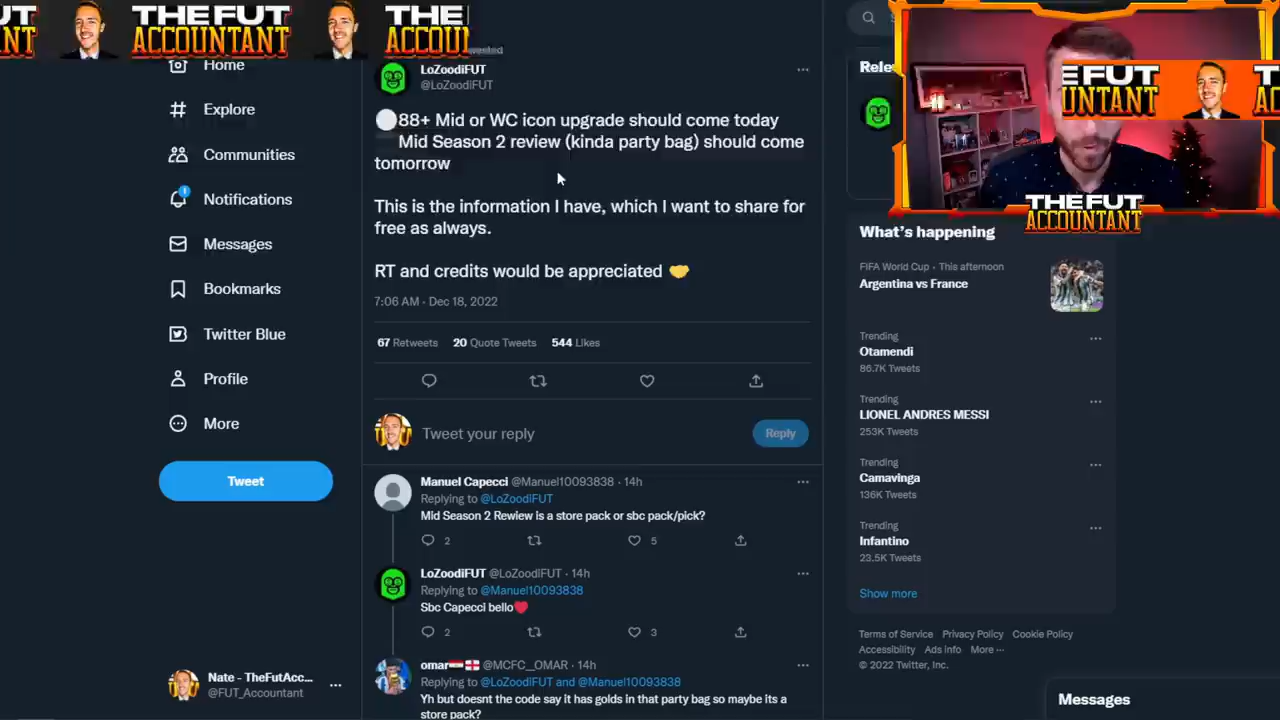 THE FUT
ACCOUNTANT
THE FUT
ACCOUNTANT
LoZoodiFUT
@LoZoodiFUT
88+ Mid or WC icon upgrade should come today
Mid Season 2 review (kinda party bag) should come
tomorrow
This is the information I have, which I want to share for
free as always.
RT and credits would be appreciated 🤝
7:06 AM · Dec 18, 2022
67 Retweets 20 Quote Tweets 544 Likes
Tweet your reply
Reply
Manuel Capecci @Manuel10093838 · 14h
Replying to @LoZoodiFUT
Mid Season 2 Rewiew is a store pack or sbc pack/pick?
2 5
LoZoodiFUT @LoZoodiFUT · 14h
Replying to @Manuel10093838
Sbc Capecci bello❤️
2 3
omar🇪🇬🏴󠁧󠁢󠁥󠁮󠁧󠁿 @MCFC__OMAR · 14h
Replying to @LoZoodiFUT and @Manuel10093838
Yh but doesnt the code say it has golds in that party bag so maybe its a
store pack?
Home
Explore
Communities
1
Notifications
Messages
Bookmarks
Twitter Blue
Profile
More
Tweet
Nate - TheFutAcc...
@FUT_Accountant
What's happening
FIFA World Cup · This afternoon
Argentina vs France
Trending
Otamendi
86.7K Tweets
Trending
LIONEL ANDRES MESSI
253K Tweets
Trending
Camavinga
136K Tweets
Trending
Infantino
23.5K Tweets
Show more
Terms of Service Privacy Policy Cookie Policy
Accessibility Ads info More ···
© 2022 Twitter, Inc.
Messages